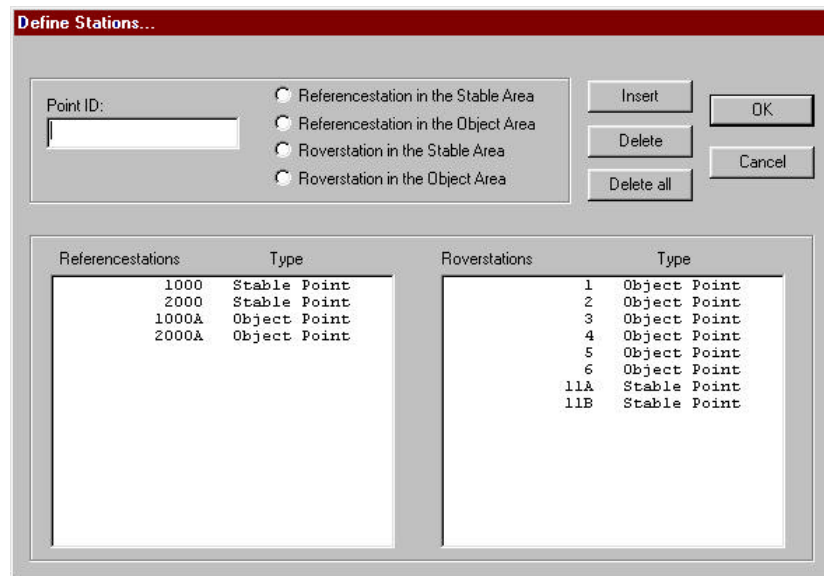 Define Stations...
Point ID:
Referencestation in the Stable Area
Referencestation in the Object Area
Roverstation in the Stable Area
Roverstation in the Object Area
Insert
Delete
Delete all
OK
Cancel
Referencestations Type
1000 Stable Point
2000 Stable Point
1000A Object Point
2000A Object Point
Roverstations Type
1 Object Point
2 Object Point
3 Object Point
4 Object Point
5 Object Point
6 Object Point
11A Stable Point
11B Stable Point